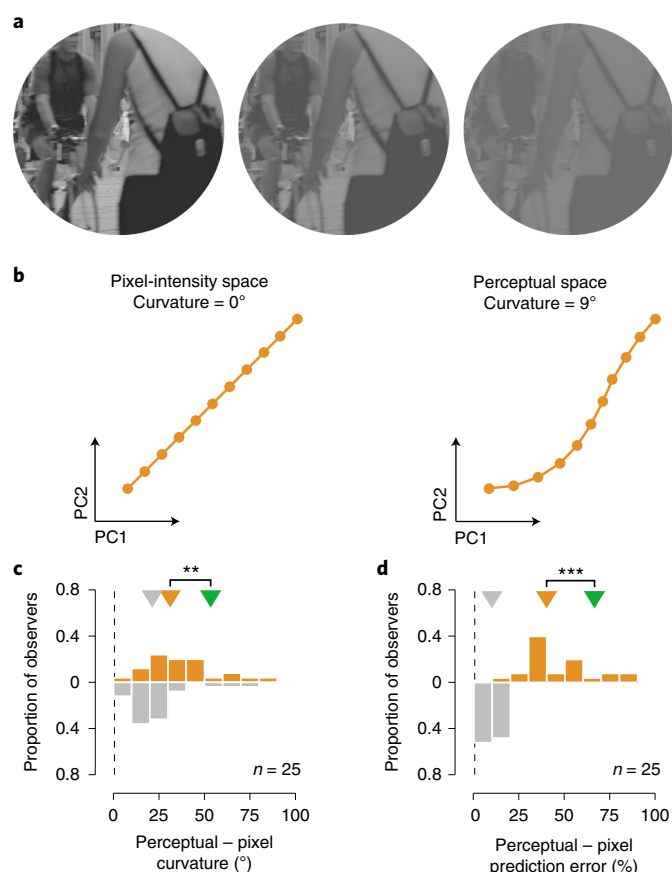 a
b
Pixel-intensity space
Curvature = 0°
Perceptual space
Curvature = 9°
PC2
PC1
PC2
PC1
c
d
**
***
Proportion of observers
0.8
0.4
0
0.4
0.8
n = 25
0
25
50
75
100
Perceptual – pixel
curvature (°)
Proportion of observers
0.8
0.4
0
0.4
0.8
n = 25
0
25
50
75
100
Perceptual – pixel
prediction error (%)